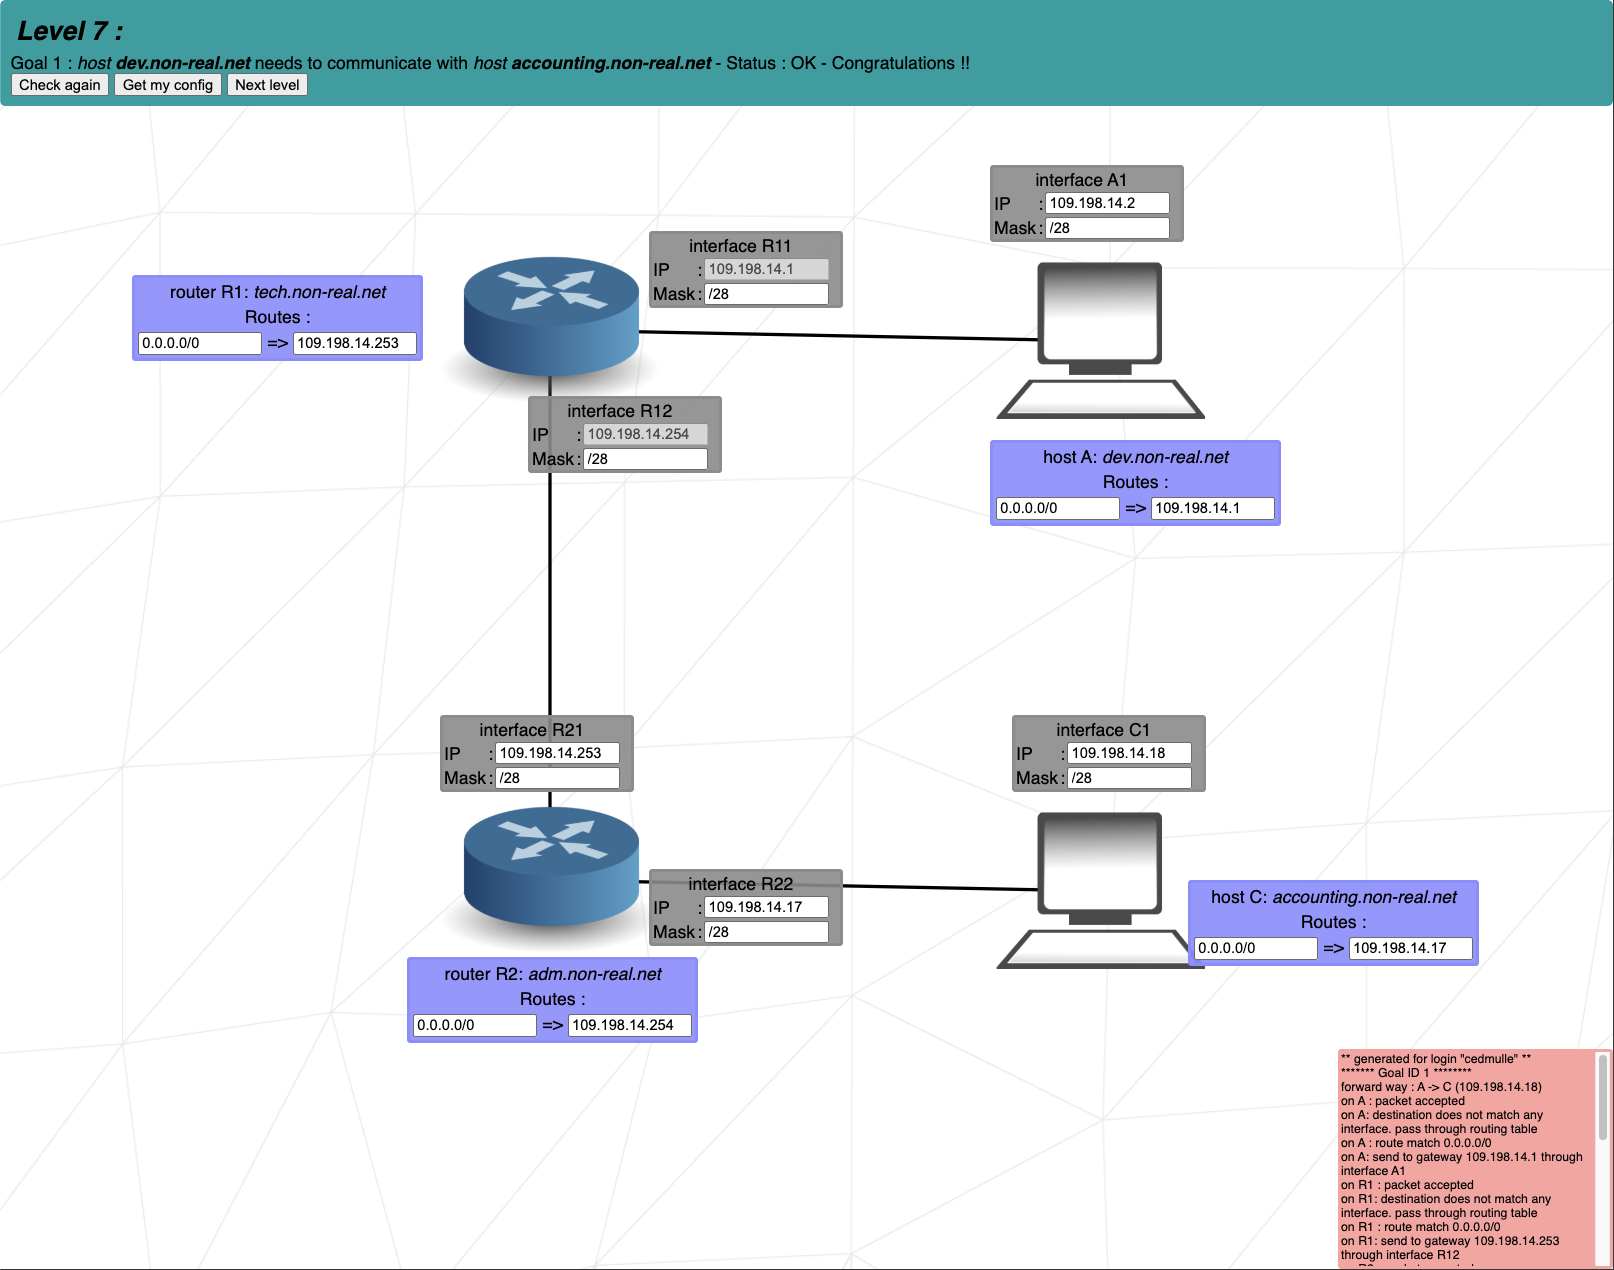 Level 7 :
Goal 1 : host dev.non-real.net needs to communicate with host accounting.non-real.net - Status : OK - Congratulations !!
Check again Get my config Next level
interface A1
IP : 109.198.14.2
Mask : /28
interface R11
IP : 109.198.14.1
Mask : /28
router R1: tech.non-real.net
Routes :
0.0.0.0/0 => 109.198.14.253
interface R12
IP : 109.198.14.254
Mask : /28
host A: dev.non-real.net
Routes :
0.0.0.0/0 => 109.198.14.1
interface R21
IP : 109.198.14.253
Mask : /28
interface C1
IP : 109.198.14.18
Mask : /28
interface R22
IP : 109.198.14.17
Mask : /28
host C: accounting.non-real.net
Routes :
0.0.0.0/0 => 109.198.14.17
router R2: adm.non-real.net
Routes :
0.0.0.0/0 => 109.198.14.254
** generated for login "cedmulle" **
******* Goal ID 1 ********
forward way : A -> C (109.198.14.18)
on A : packet accepted
on A: destination does not match any
interface. pass through routing table
on A : route match 0.0.0.0/0
on A: send to gateway 109.198.14.1 through
interface A1
on R1 : packet accepted
on R1: destination does not match any
interface. pass through routing table
on R1 : route match 0.0.0.0/0
on R1: send to gateway 109.198.14.253
through interface R12